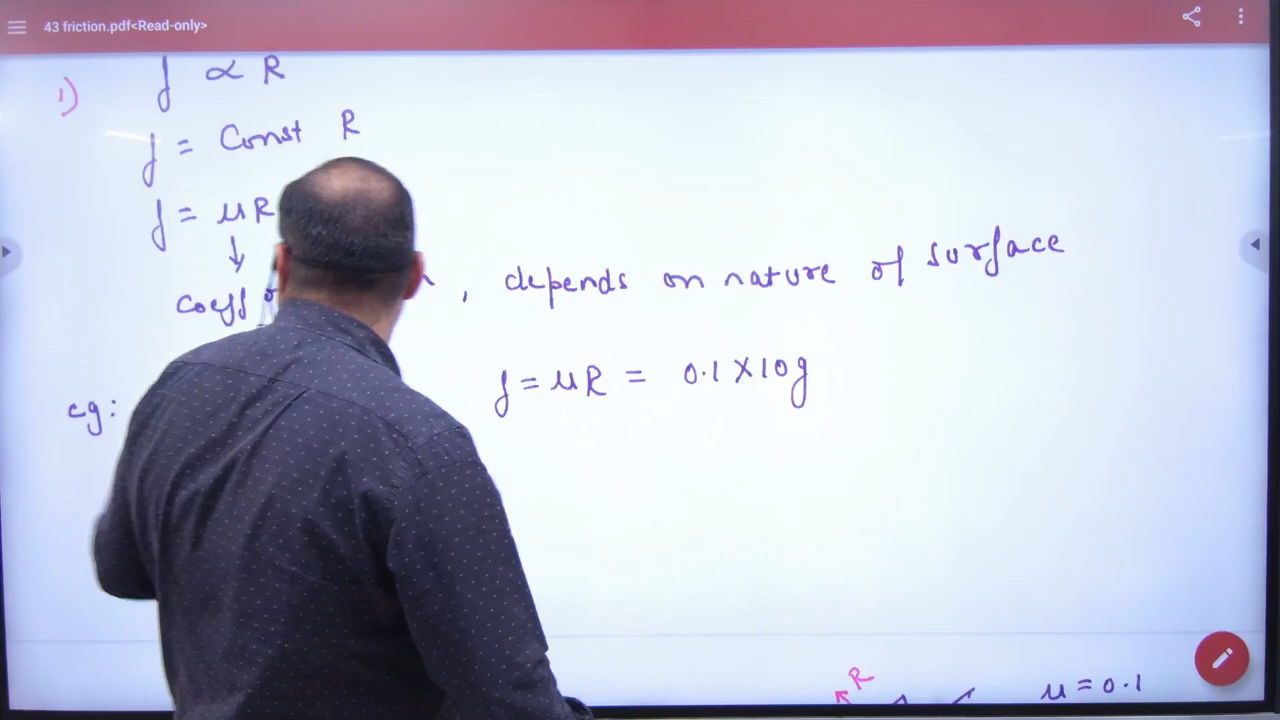 43 friction.pdf<Read-only>
1) f ∝ R
f = Const R
f = μR
↓
coeff , depends on nature of surface
eg: f = μR = 0.1 × 10g
R
μ = 0.1